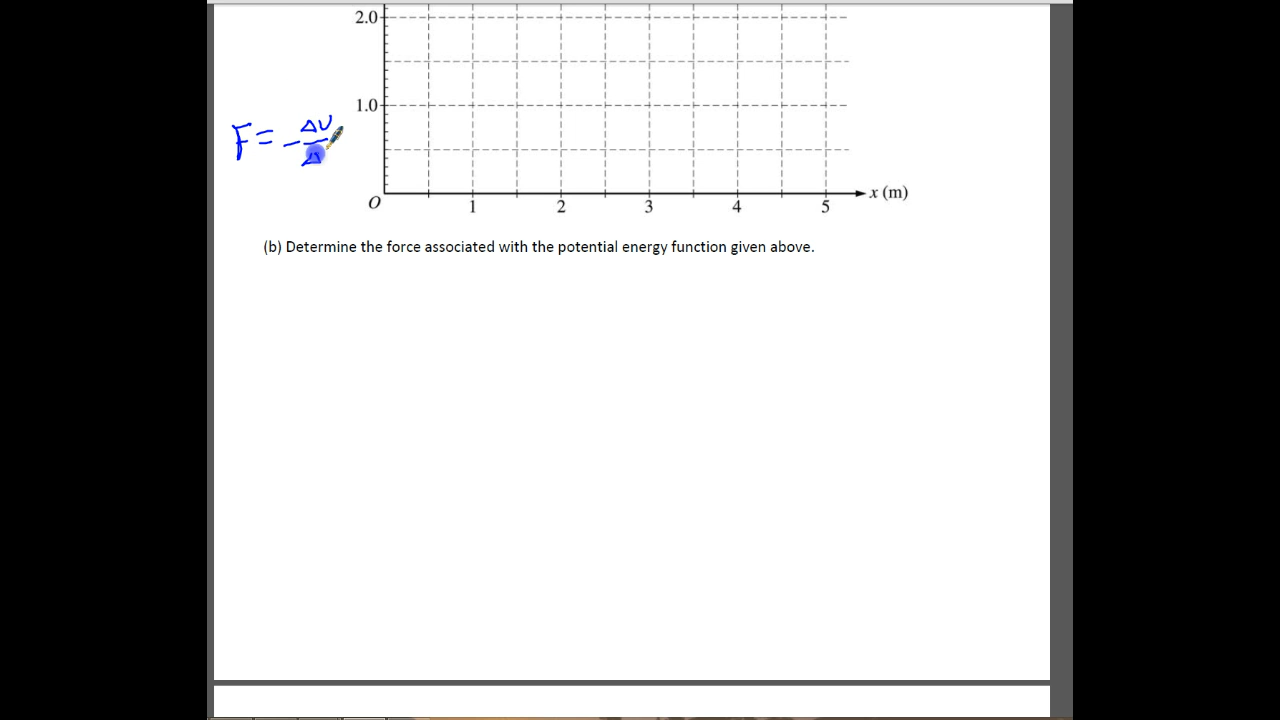 2.0
1.0
F = - ΔU
Δ
O
1 2 3 4 5
x (m)
(b) Determine the force associated with the potential energy function given above.